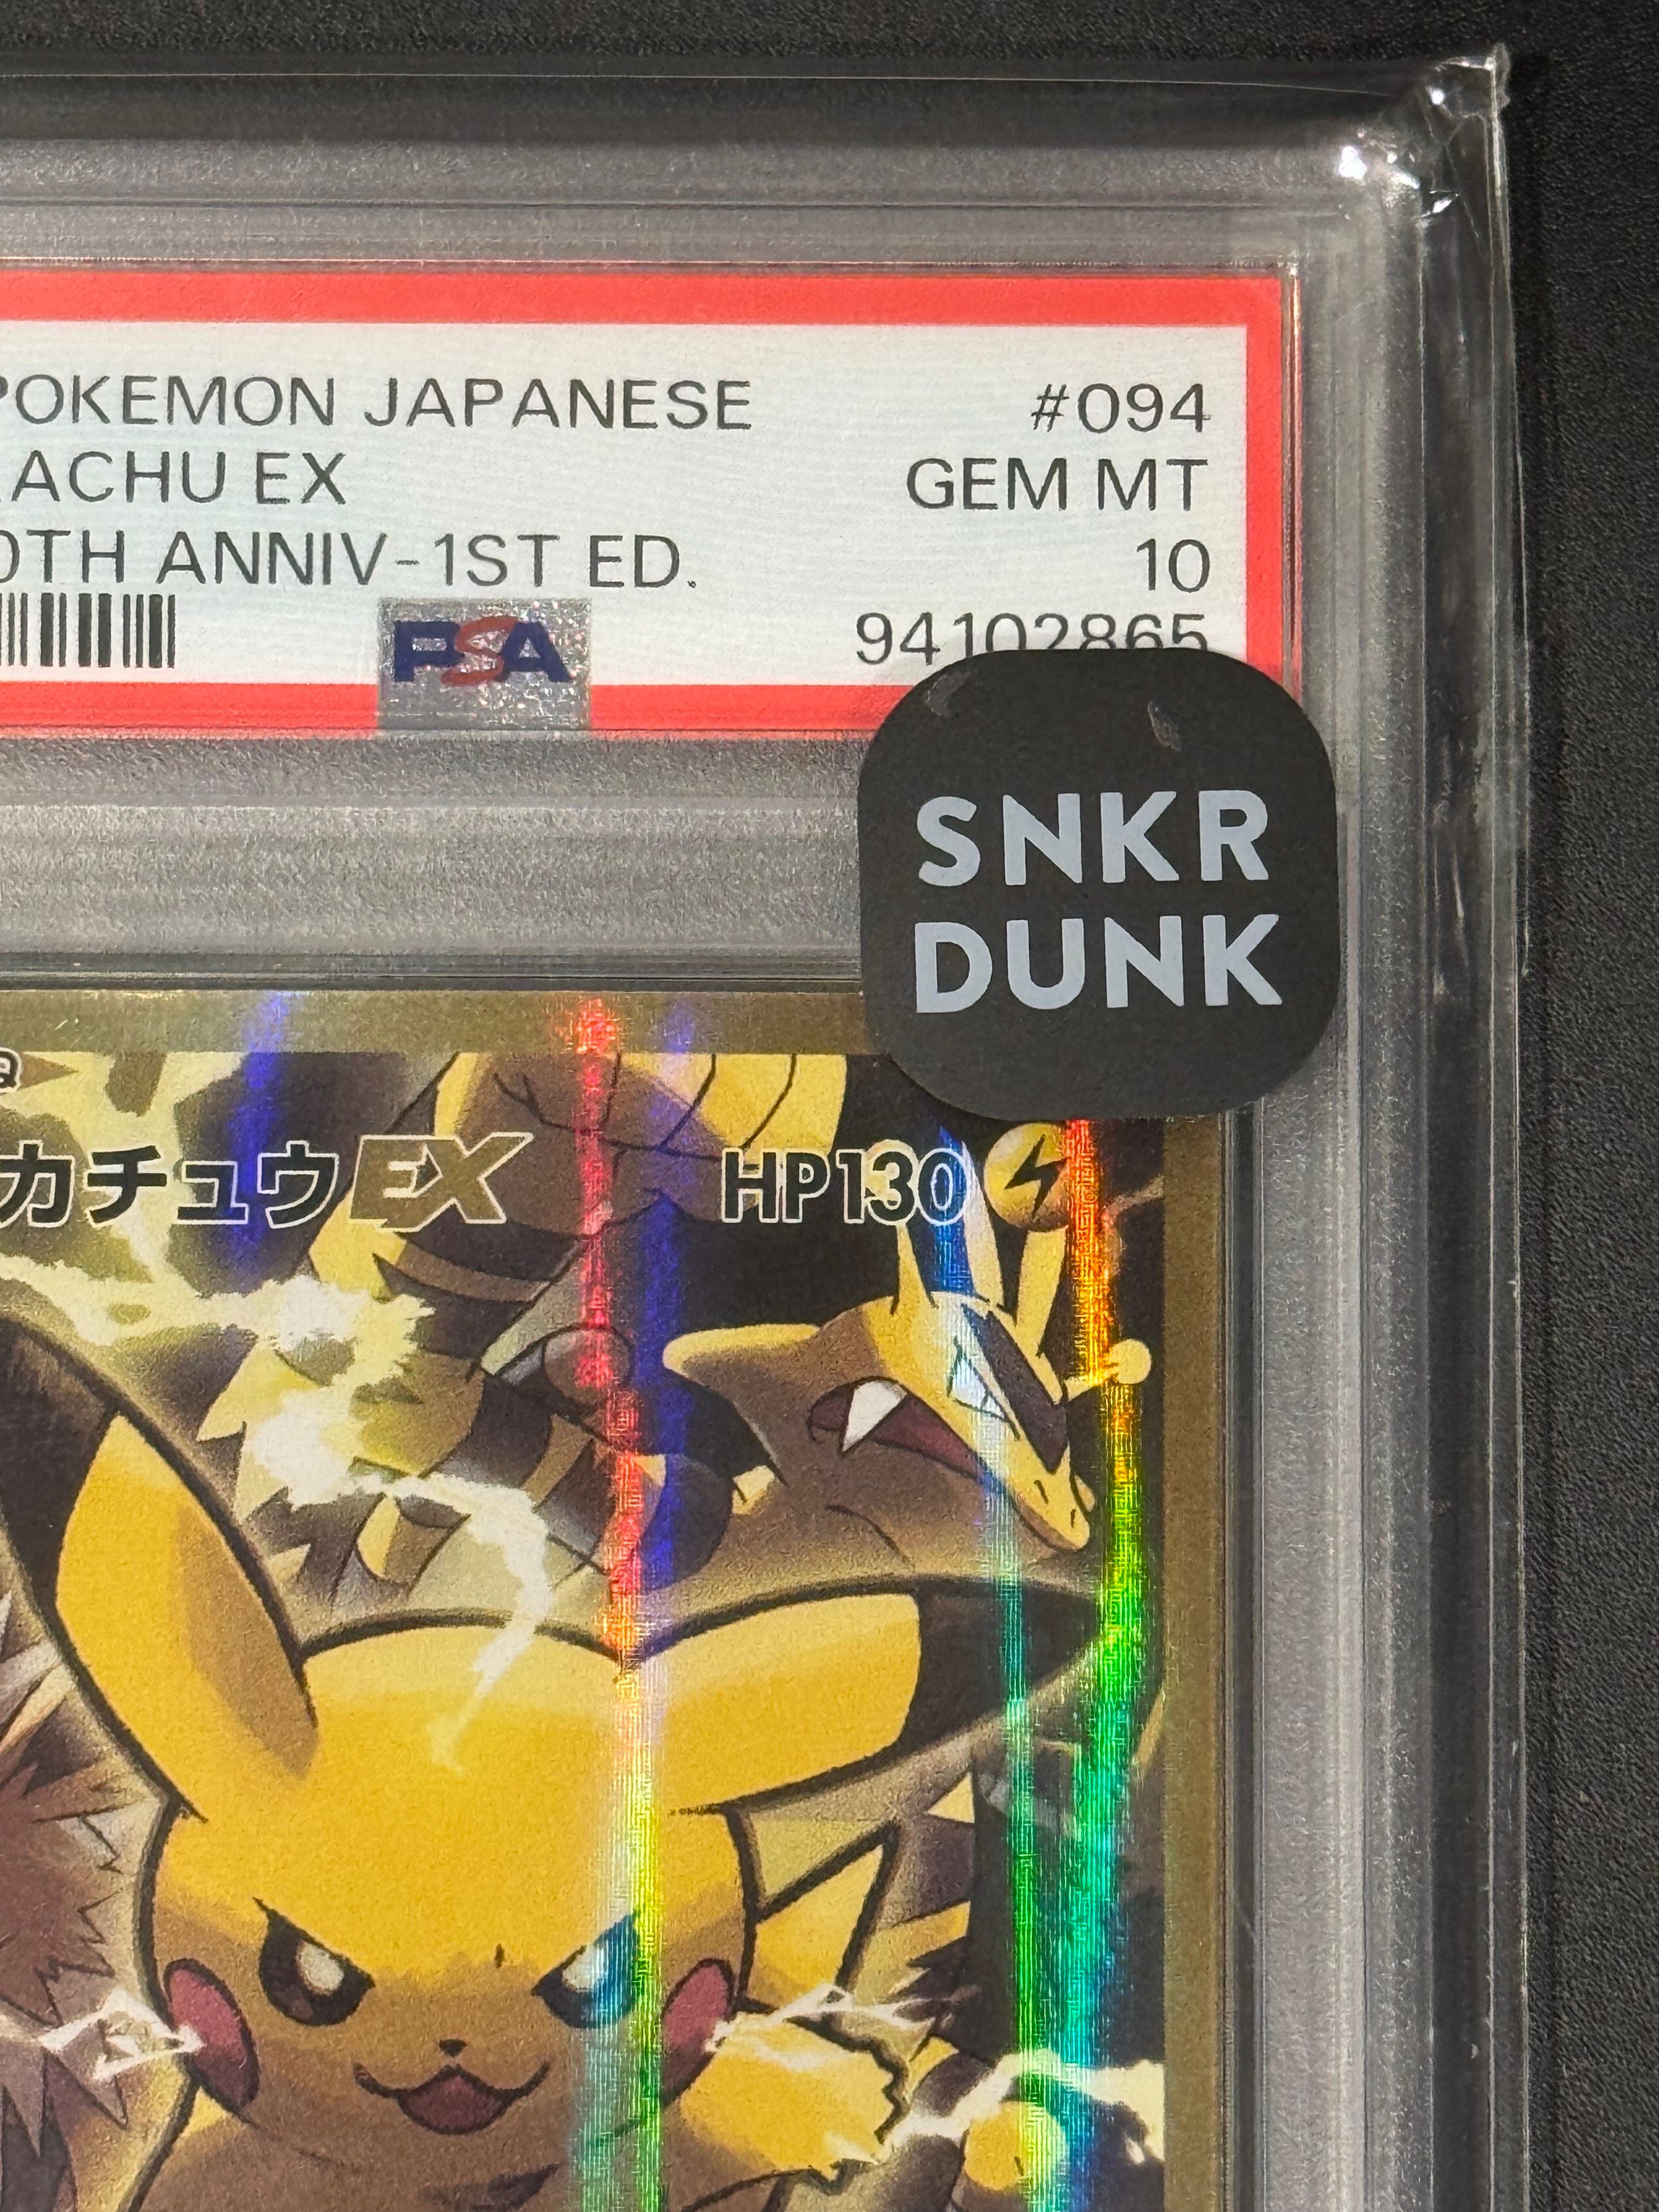 POKEMON JAPANESE #094
ACHU EX GEM MT
0TH ANNIV-1ST ED. 10
PSA 94102865
SNKR
DUNK
カチュウEX HP130